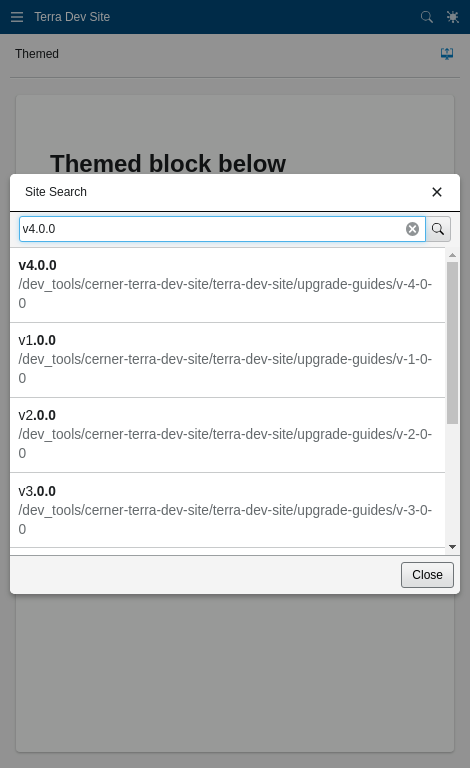 Terra Dev Site
Themed
Themed block below
Site Search
v4.0.0
v4.0.0
/dev_tools/cerner-terra-dev-site/terra-dev-site/upgrade-guides/v-4-0-
0
v1.0.0
/dev_tools/cerner-terra-dev-site/terra-dev-site/upgrade-guides/v-1-0-
0
v2.0.0
/dev_tools/cerner-terra-dev-site/terra-dev-site/upgrade-guides/v-2-0-
0
v3.0.0
/dev_tools/cerner-terra-dev-site/terra-dev-site/upgrade-guides/v-3-0-
0
Close